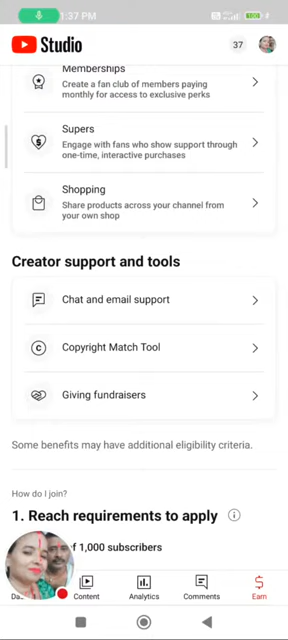 1:37 PM
Studio
37
Memberships
Create a fan club of members paying
monthly for access to exclusive perks
Supers
Engage with fans who show support through
one-time, interactive purchases
Shopping
Share products across your channel from
your own shop
Creator support and tools
Chat and email support
Copyright Match Tool
Giving fundraisers
Some benefits may have additional eligibility criteria.
How do I join?
1. Reach requirements to apply
of 1,000 subscribers
Content
Analytics
Comments
Earn